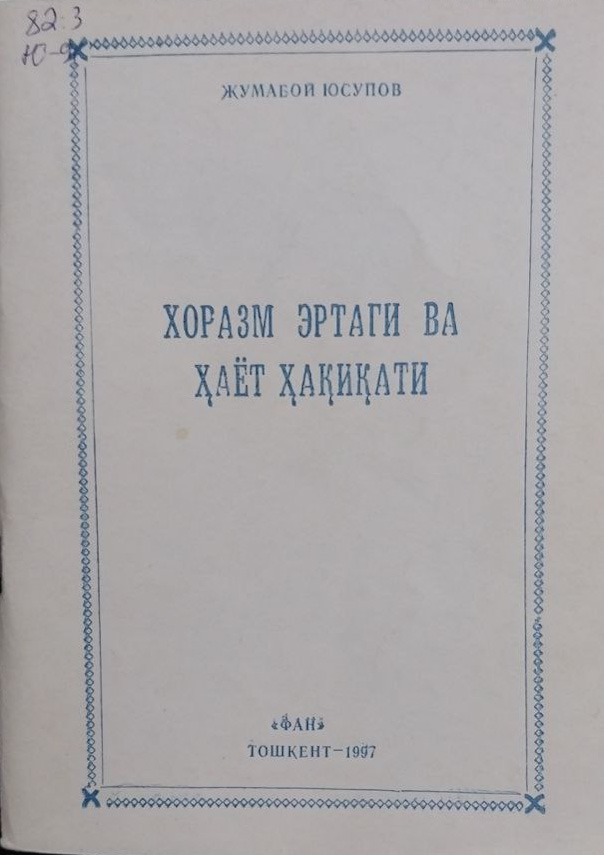 82.3
Ю-9
ЖУМАБОЙ ЮСУПОВ
ХОРАЗМ ЭРТАГИ ВА
ҲАЁТ ҲАҚИҚАТИ
«ФАН»
ТОШКЕНТ—1997